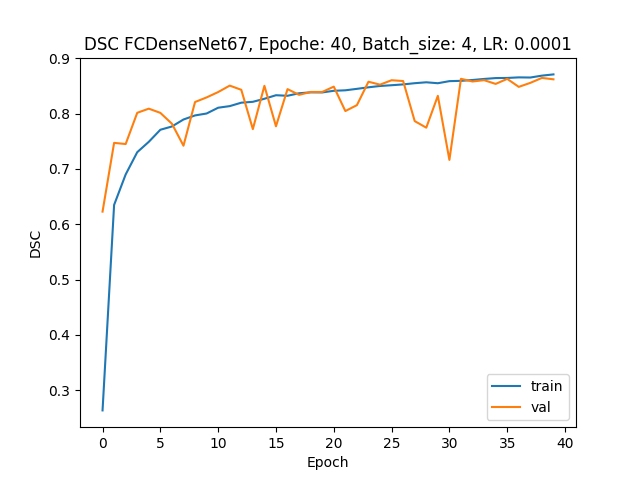 DSC FCDenseNet67, Epoche: 40, Batch_size: 4, LR: 0.0001
0.9
0.8
0.7
0.6
0.5
0.4
0.3
DSC
0 5 10 15 20 25 30 35 40
Epoch
train
val